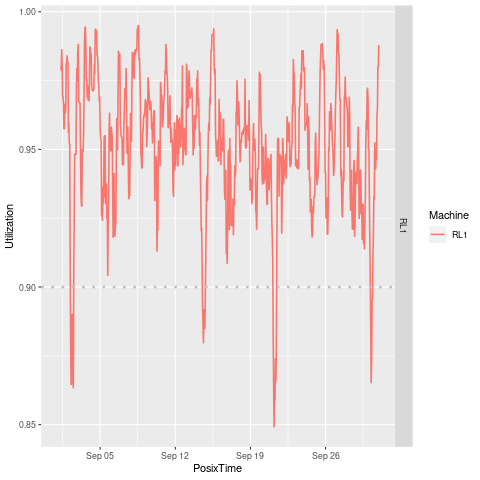 1.00
0.95
0.90
0.85
Utilization
Sep 05
Sep 12
Sep 19
Sep 26
PosixTime
RL1
Machine
RL1